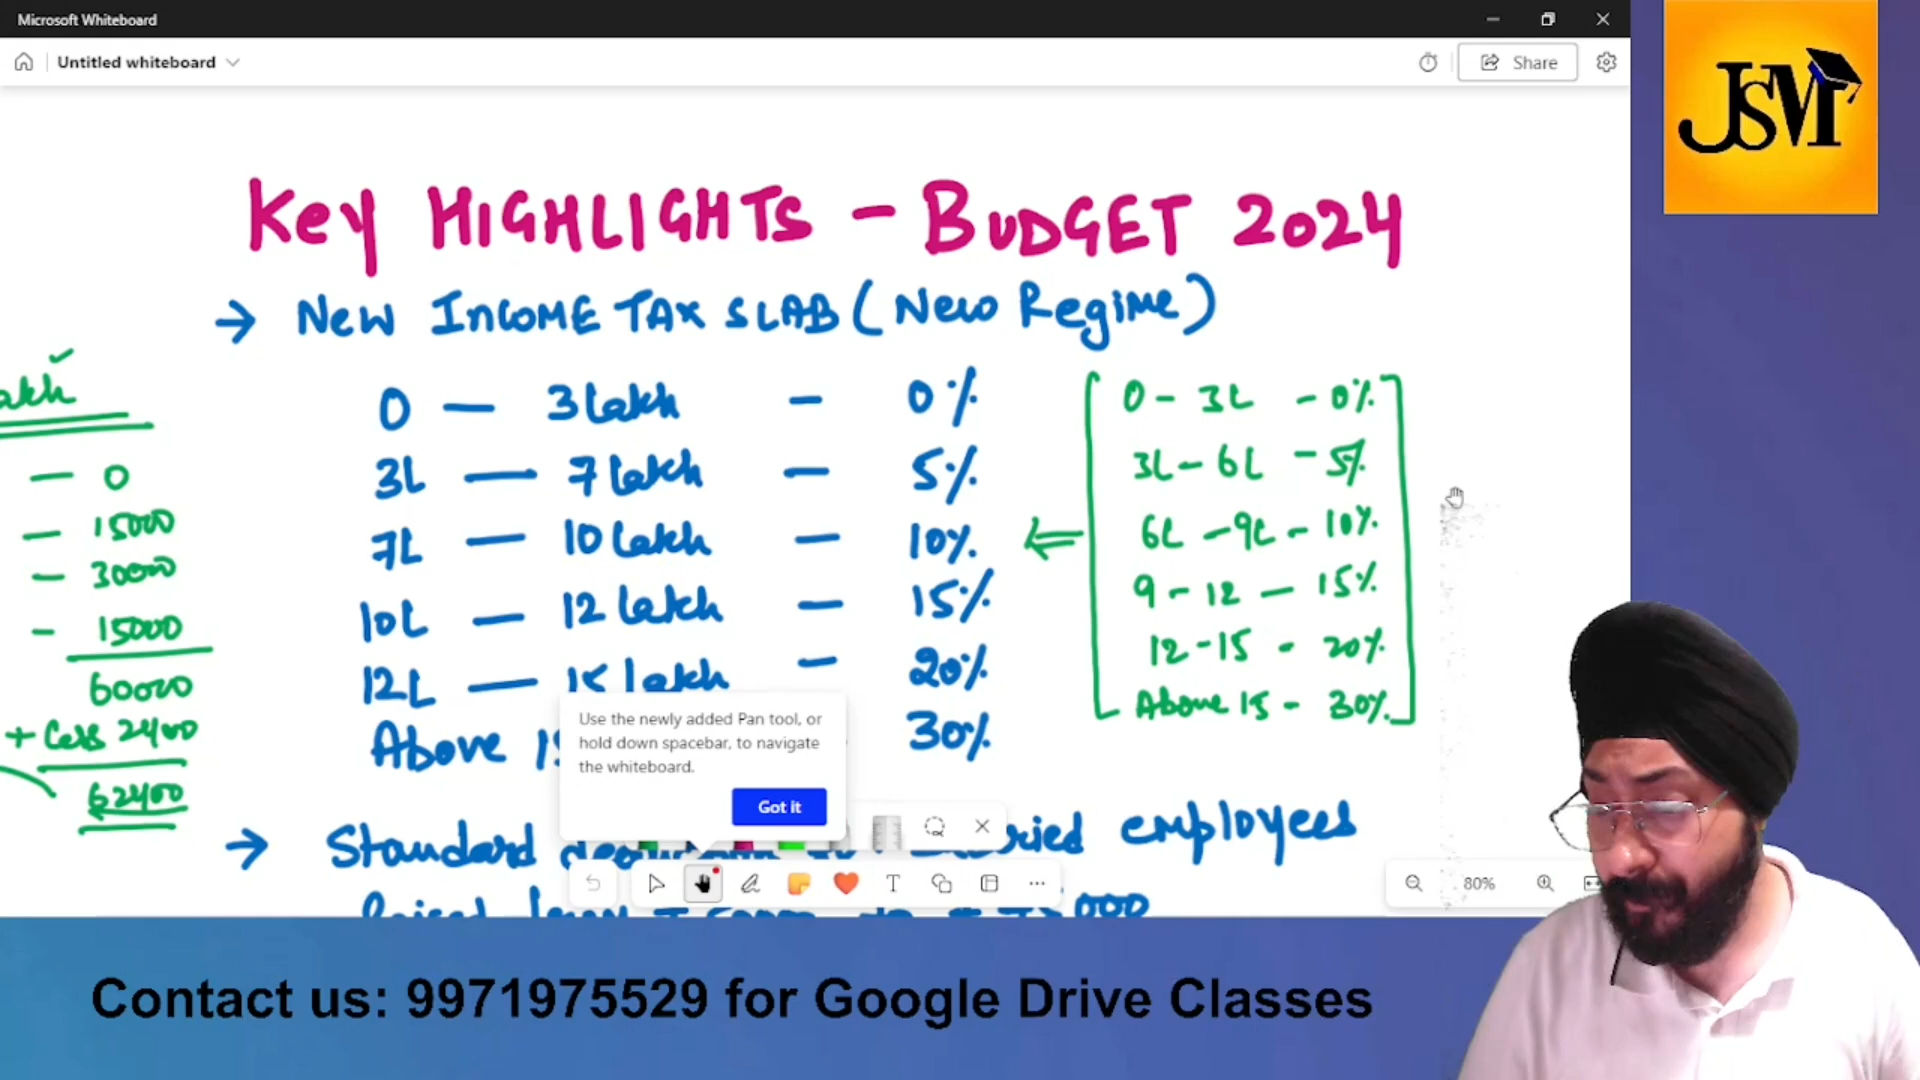 Microsoft Whiteboard
Untitled whiteboard
Share
JSM
Key HIGHLIGHTS - BUDGET 2024
→ New INCOME TAX SLAB (New Regime)
0 — 3 lakh — 0%
3L — 7 lakh — 5%
7L — 10 lakh — 10%
10L — 12 lakh — 15%
12L — 15 lakh — 20%
Above 15 30%
0 - 3L - 0%
3L - 6L - 5%
6L - 9L - 10%
9 - 12 - 15%
12 - 15 - 20%
Above 15 - 30%
— 0
— 15000
— 30000
- 15000
60000
+ Cess 2400
62400
Use the newly added Pan tool, or
hold down spacebar, to navigate
the whiteboard.
Got it
→ Standard employees
80%
Contact us: 9971975529 for Google Drive Classes